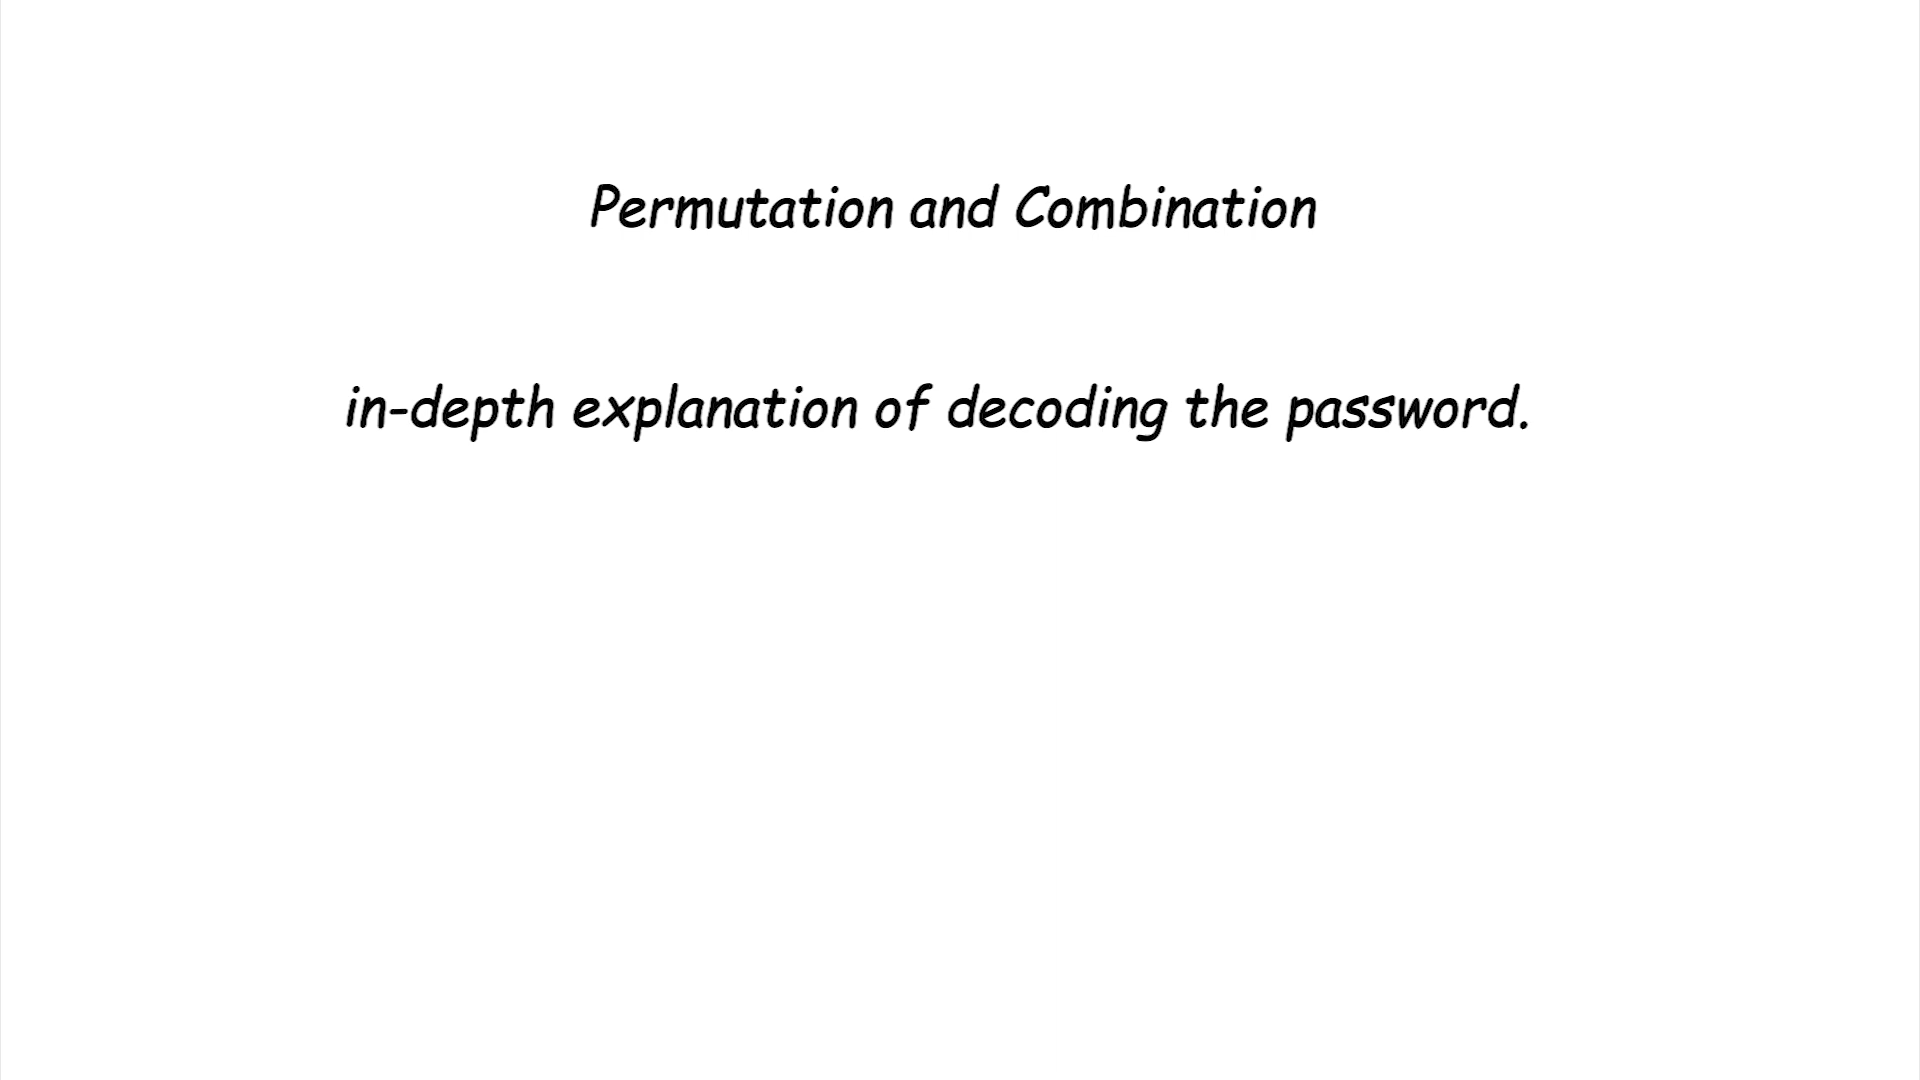 Permutation and Combination
in-depth explanation of decoding the password.